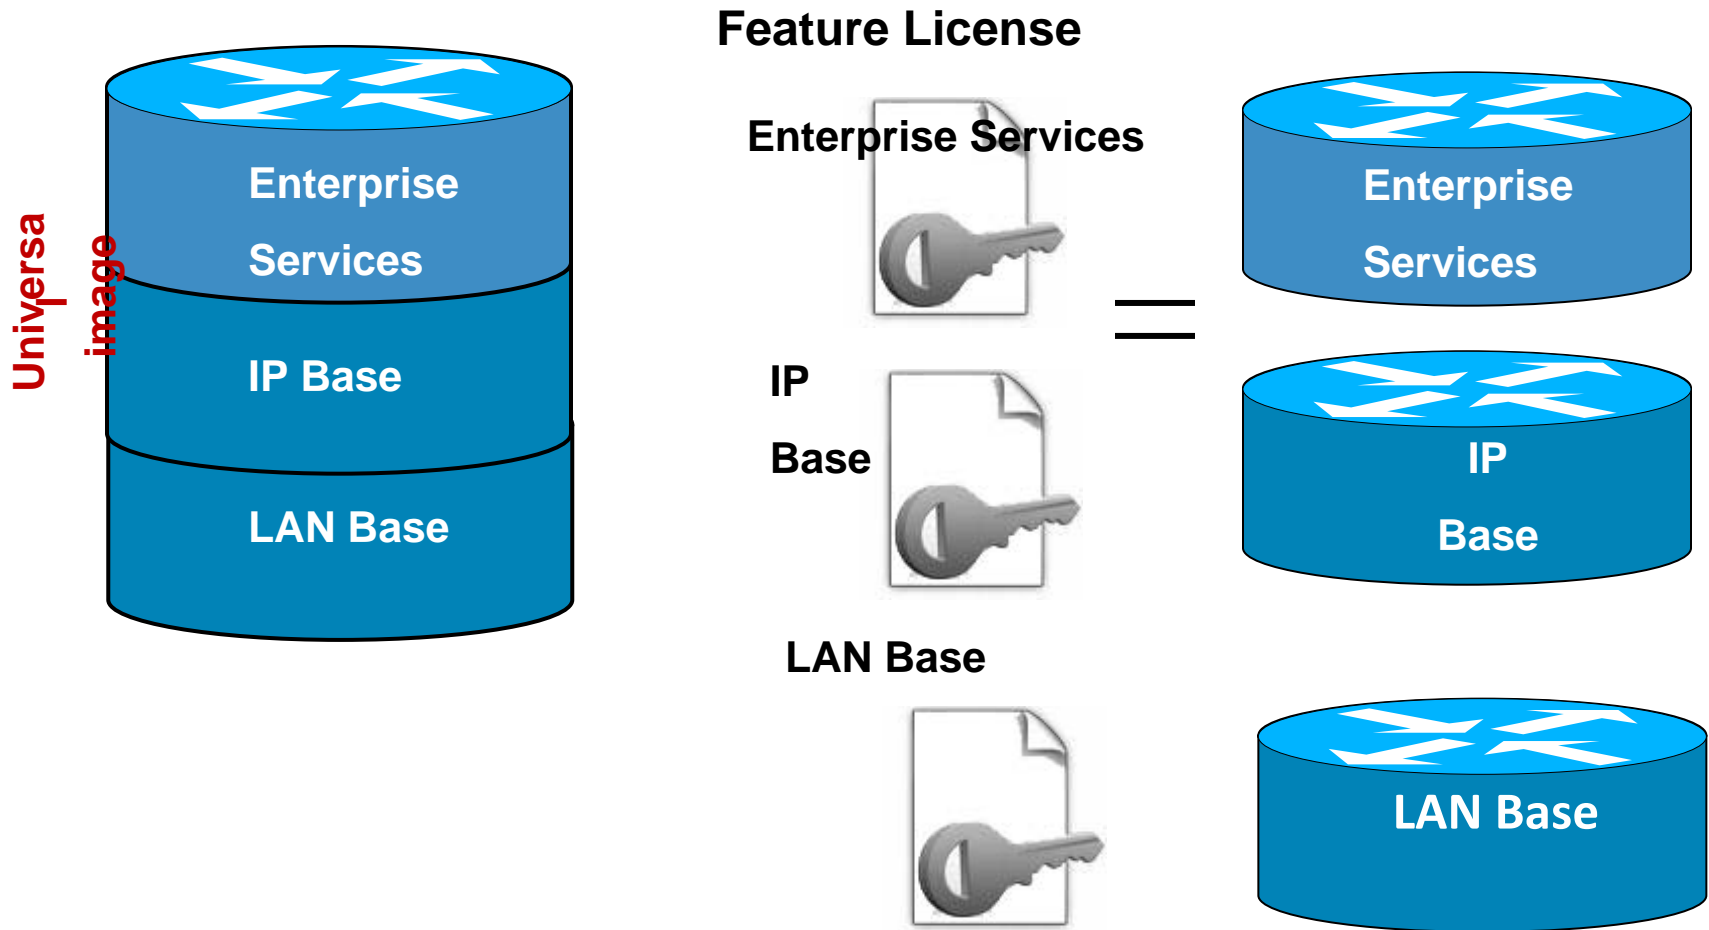 Feature License
Universal
image
Enterprise
Services
IP Base
LAN Base
Enterprise Services
IP
Base
LAN Base
=
Enterprise
Services
IP
Base
LAN Base